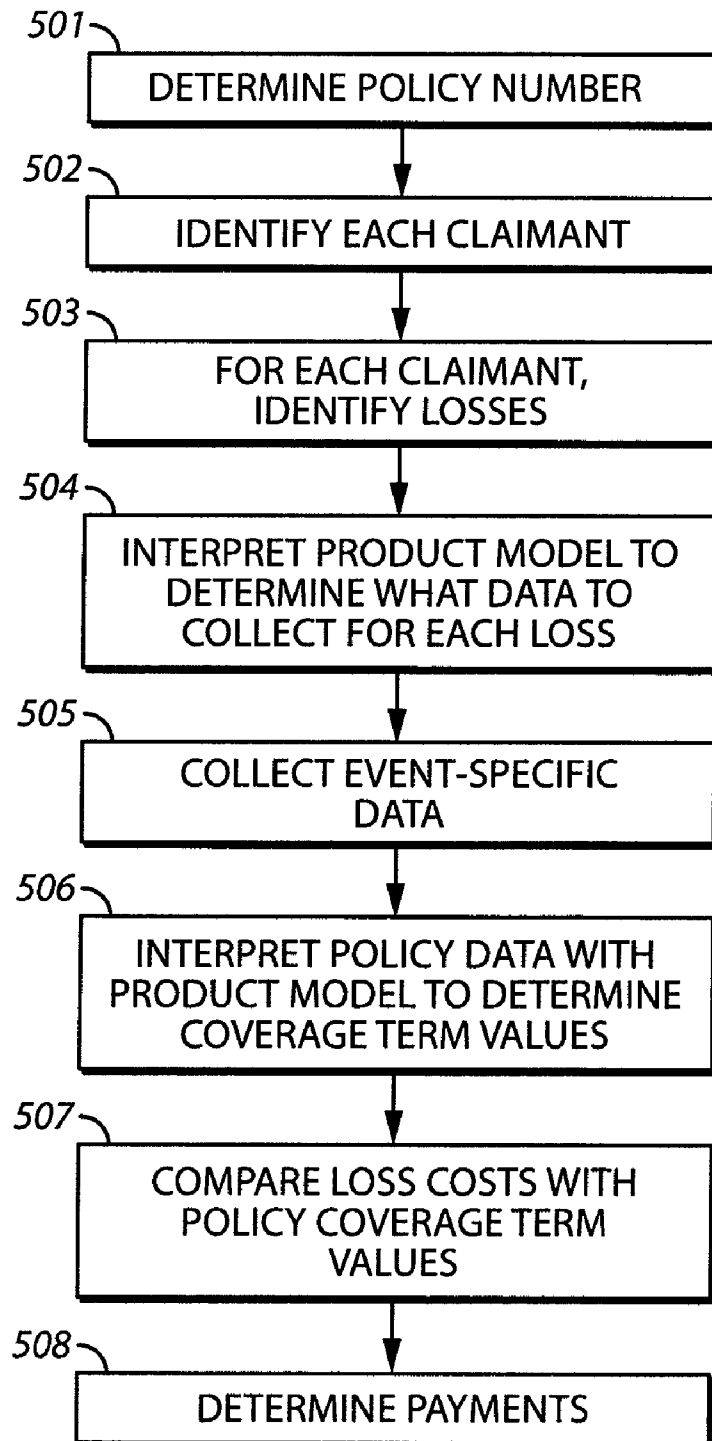 501
DETERMINE POLICY NUMBER
502
IDENTIFY EACH CLAIMANT
503
FOR EACH CLAIMANT,
IDENTIFY LOSSES
504
INTERPRET PRODUCT MODEL TO
DETERMINE WHAT DATA TO
COLLECT FOR EACH LOSS
505
COLLECT EVENT-SPECIFIC
DATA
506
INTERPRET POLICY DATA WITH
PRODUCT MODEL TO DETERMINE
COVERAGE TERM VALUES
507
COMPARE LOSS COSTS WITH
POLICY COVERAGE TERM
VALUES
508
DETERMINE PAYMENTS